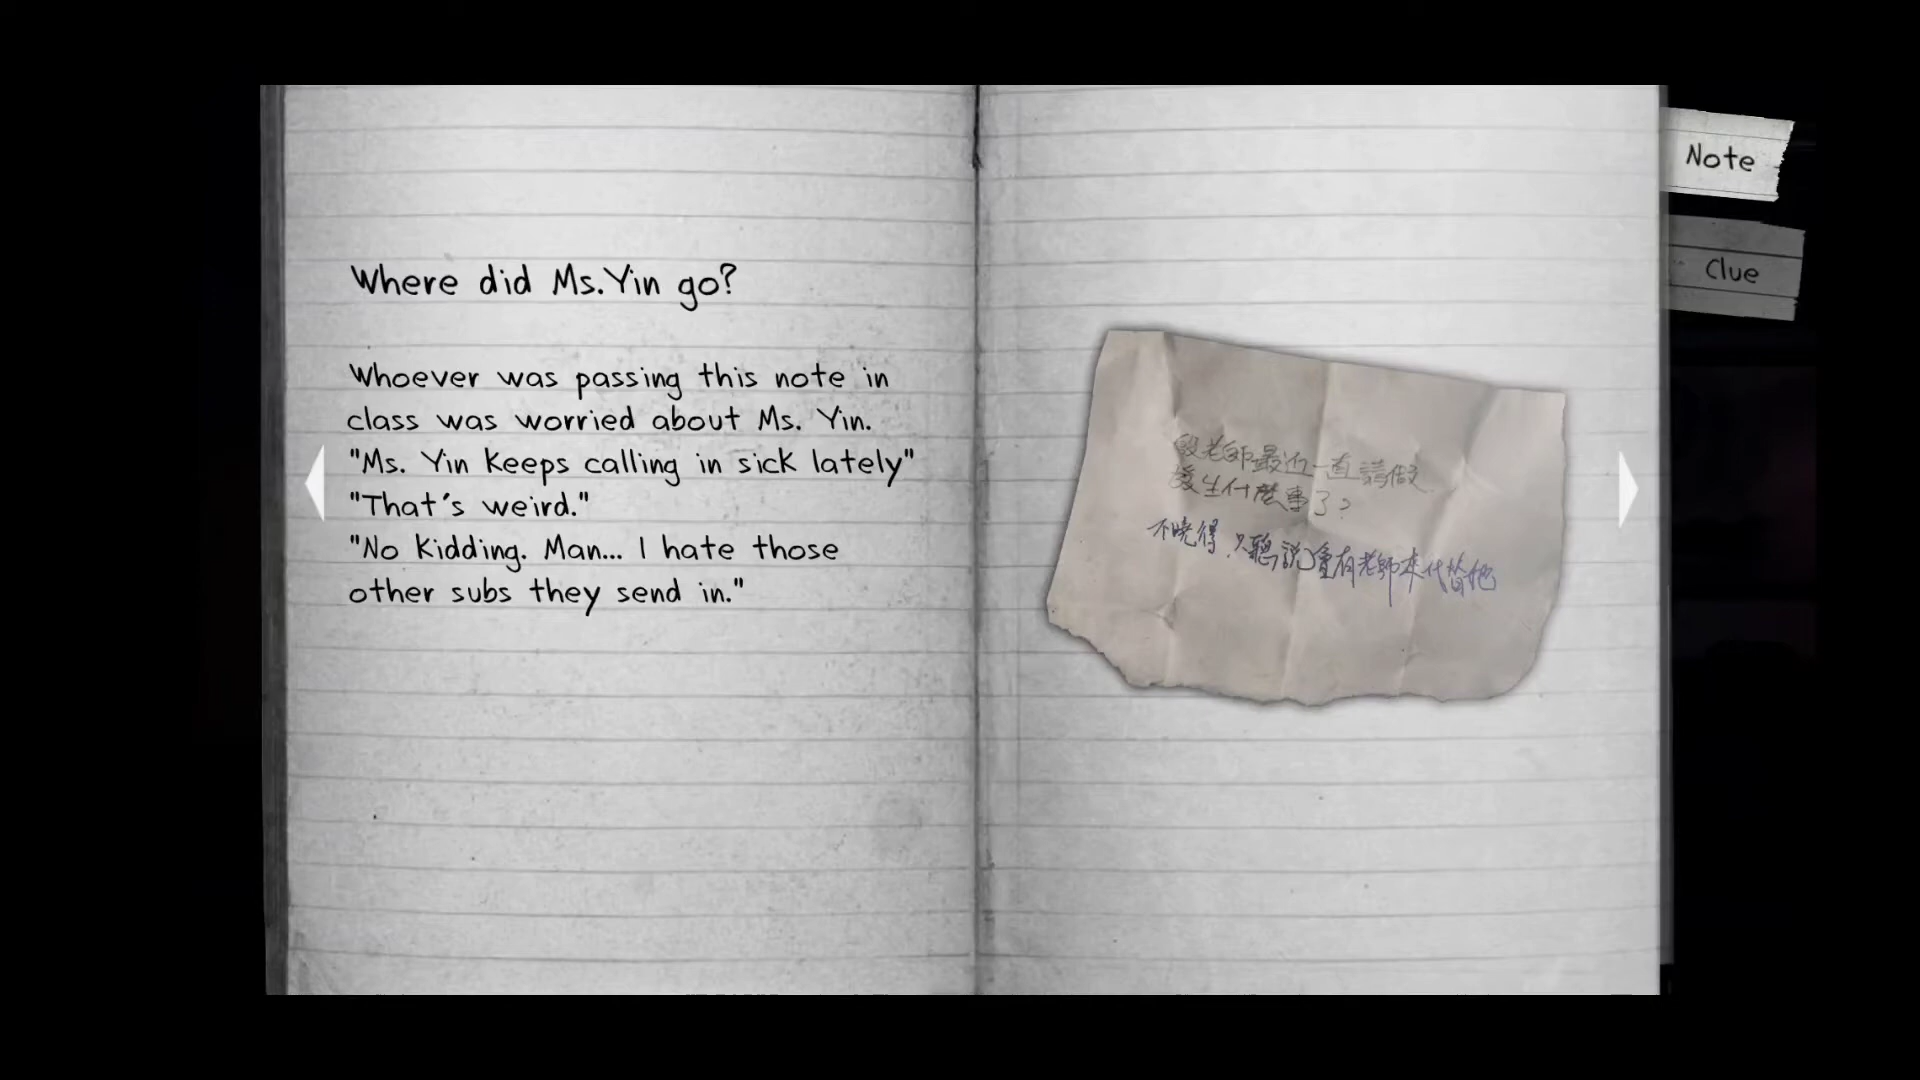 Where did Ms. Yin go?
Whoever was passing this note in
class was worried about Ms. Yin.
"Ms. Yin keeps calling in sick lately"
"That's weird."
"No kidding. Man... I hate those
other subs they send in."
殷老師最近一直請假
發生什麼事了?
不曉得,只聽說會有老師來代替她
Note
Clue